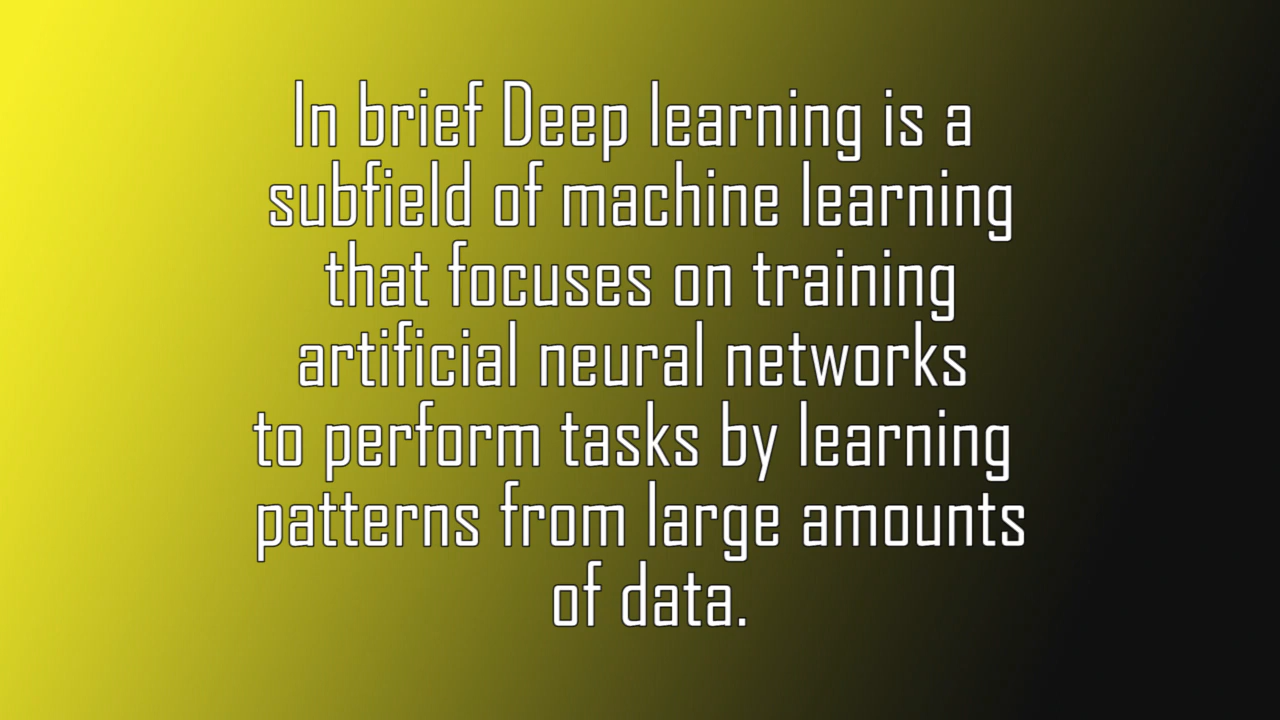 In brief Deep learning is a
subfield of machine learning
that focuses on training
artificial neural networks
to perform tasks by learning
patterns from large amounts
of data.